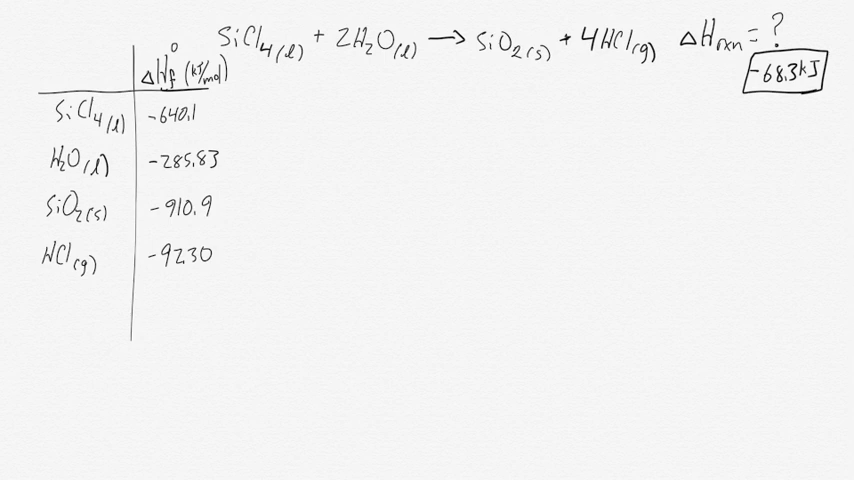 SiCl4(l) + 2H2O(l) → SiO2(s) + 4HCl(g) ΔHrxn = ?
-68.3kJ
ΔHf° (kJ/mol)
SiCl4(l) -640.1
H2O(l) -285.83
SiO2(s) -910.9
HCl(g) -92.30